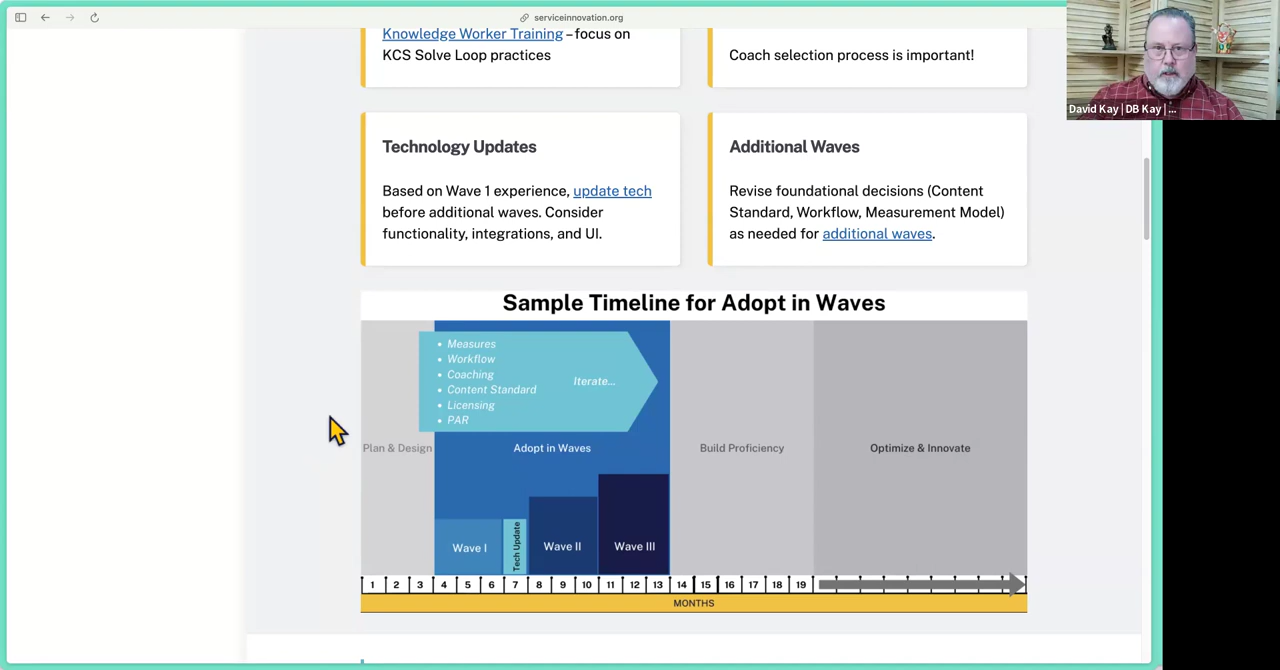 serviceinnovation.org
Knowledge Worker Training – focus on
KCS Solve Loop practices
Coach selection process is important!
David Kay | DB Kay | ...
Technology Updates
Based on Wave 1 experience, update tech
before additional waves. Consider
functionality, integrations, and UI.
Additional Waves
Revise foundational decisions (Content
Standard, Workflow, Measurement Model)
as needed for additional waves.
Sample Timeline for Adopt in Waves
• Measures
• Workflow
• Coaching
• Content Standard
• Licensing
• PAR
Iterate...
Plan & Design
Adopt in Waves
Build Proficiency
Optimize & Innovate
Wave I
Tech Update
Wave II
Wave III
1 2 3 4 5 6 7 8 9 10 11 12 13 14 15 16 17 18 19
MONTHS